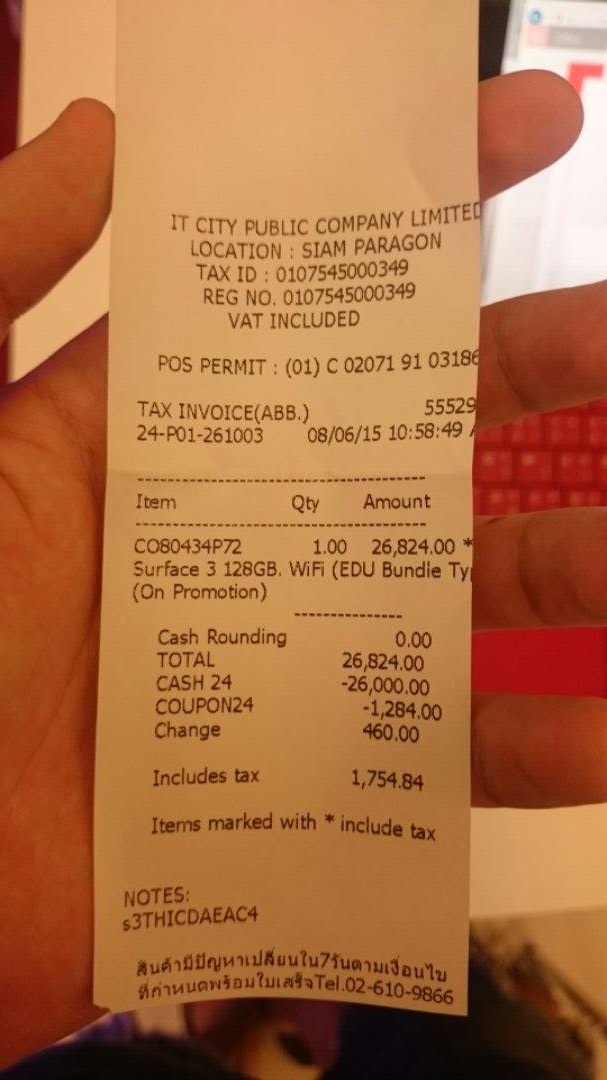 IT CITY PUBLIC COMPANY LIMITED
LOCATION : SIAM PARAGON
TAX ID : 0107545000349
REG NO. 0107545000349
VAT INCLUDED
POS PERMIT : (01) C 02071 91 03186
TAX INVOICE(ABB.) 55529
24-P01-261003 08/06/15 10:58:49
Item Qty Amount
CO80434P72 1.00 26,824.00 *
Surface 3 128GB. WiFi (EDU Bundle
(On Promotion)
Cash Rounding 0.00
TOTAL 26,824.00
CASH 24 -26,000.00
COUPON24 -1,284.00
Change 460.00
Includes tax 1,754.84
Items marked with * include tax
NOTES:
s3THICDAEAC4
สินค้ามีปัญหาเปลี่ยนใน7วันตามเงื่อนไข
ที่กำหนดพร้อมใบเสร็จTel.02-610-9866